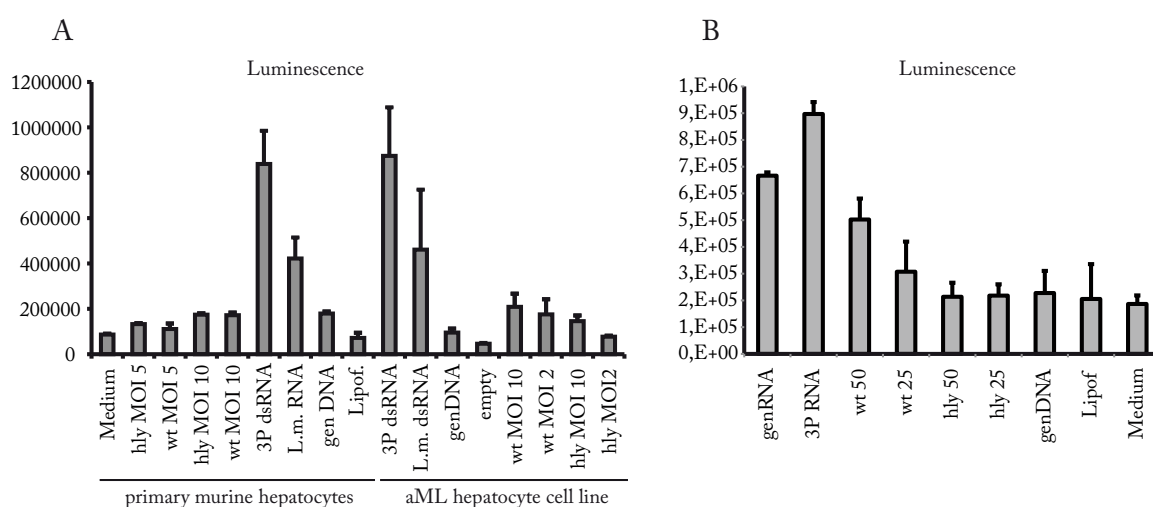 A
Luminescence
1200000
1000000
800000
600000
400000
200000
0
Medium
hly MOI 5
wt MOI 5
hly MOI 10
wt MOI 10
3P dsRNA
L.m. RNA
gen DNA
Lipof.
3P dsRNA
L.m. dsRNA
genDNA
empty
wt MOI 10
wt MOI 2
hly MOI 10
hly MOI2
primary murine hepatocytes
aML hepatocyte cell line
B
Luminescence
1,E+06
9,E+05
8,E+05
7,E+05
6,E+05
5,E+05
4,E+05
3,E+05
2,E+05
1,E+05
0,E+00
genRNA
3P RNA
wt 50
wt 25
hly 50
hly 25
genDNA
Lipof
Medium